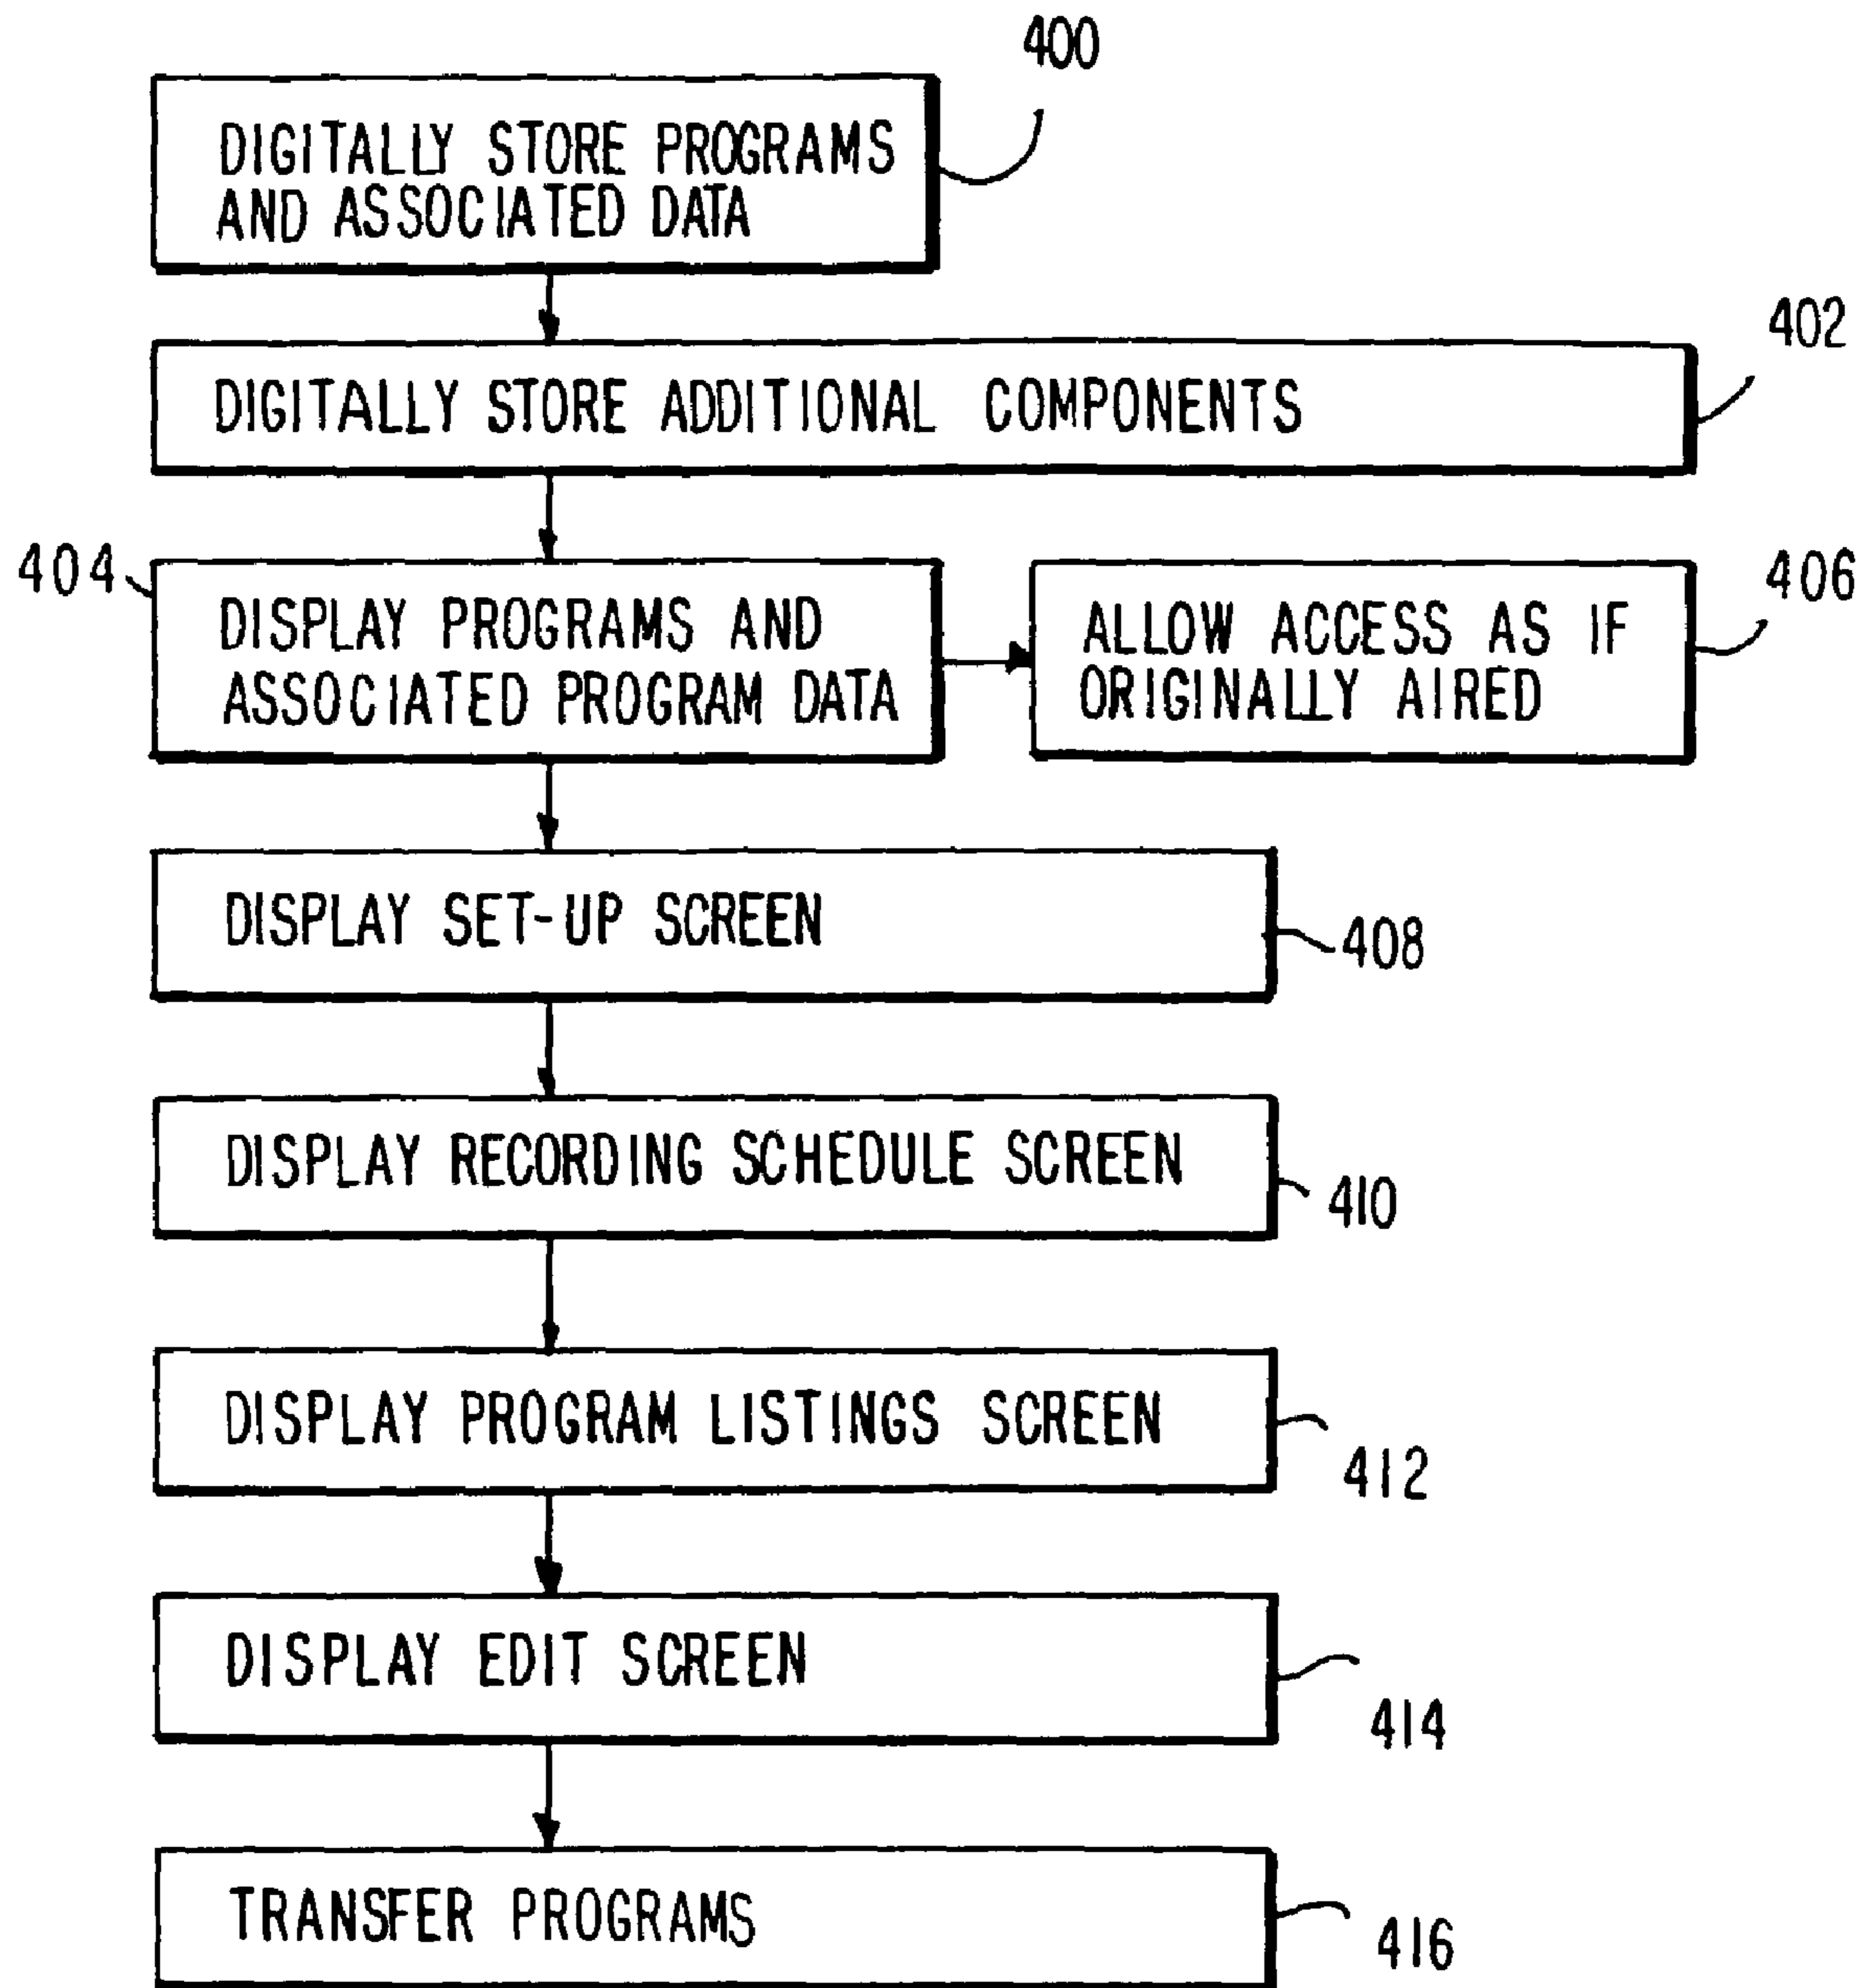 400
DIGITALLY STORE PROGRAMS
AND ASSOCIATED DATA
402
DIGITALLY STORE ADDITIONAL COMPONENTS
404
DISPLAY PROGRAMS AND
ASSOCIATED PROGRAM DATA
406
ALLOW ACCESS AS IF
ORIGINALLY AIRED
DISPLAY SET-UP SCREEN
408
DISPLAY RECORDING SCHEDULE SCREEN
410
DISPLAY PROGRAM LISTINGS SCREEN
412
DISPLAY EDIT SCREEN
414
TRANSFER PROGRAMS
416